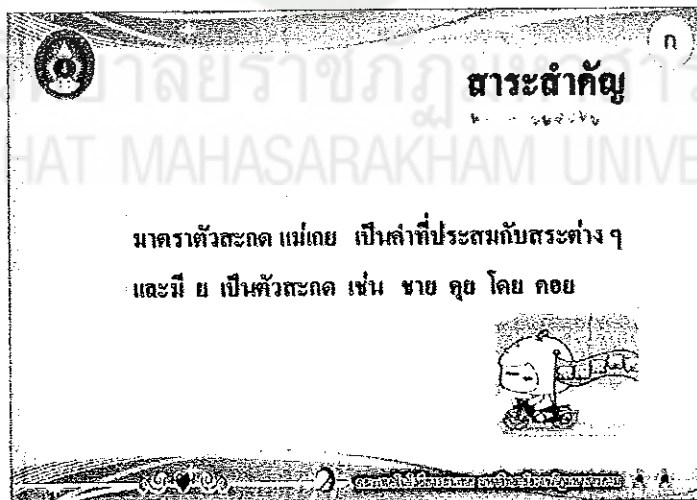 ก
สาระสำคัญ
HAT MAHASARAKHAM UNIVE
มาตราตัวสะกด แม่เกย เป็นคำที่ประสมกับสระต่าง ๆ
และมี ย เป็นตัวสะกด เช่น ชาย คุย โดย คอย